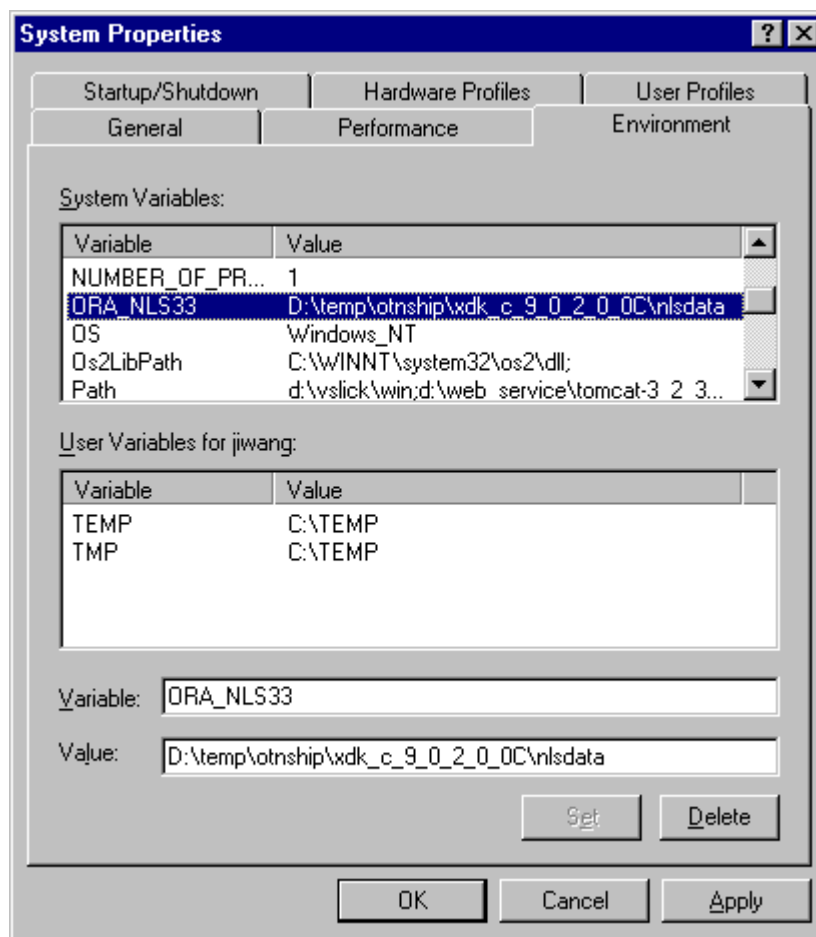 System Properties
Startup/Shutdown Hardware Profiles User Profiles
General Performance Environment
System Variables:
Variable Value
NUMBER_OF_PR... 1
ORA_NLS33 D:\temp\otnship\xdk_c_9_0_2_0_0C\nlsdata
OS Windows_NT
Os2LibPath C:\WINNT\system32\os2\dll;
Path d:\vslick\win;d:\web_service\tomcat-3_2_3...
User Variables for jiwang:
Variable Value
TEMP C:\TEMP
TMP C:\TEMP
Variable: ORA_NLS33
Value: D:\temp\otnship\xdk_c_9_0_2_0_0C\nlsdata
Set Delete
OK Cancel Apply